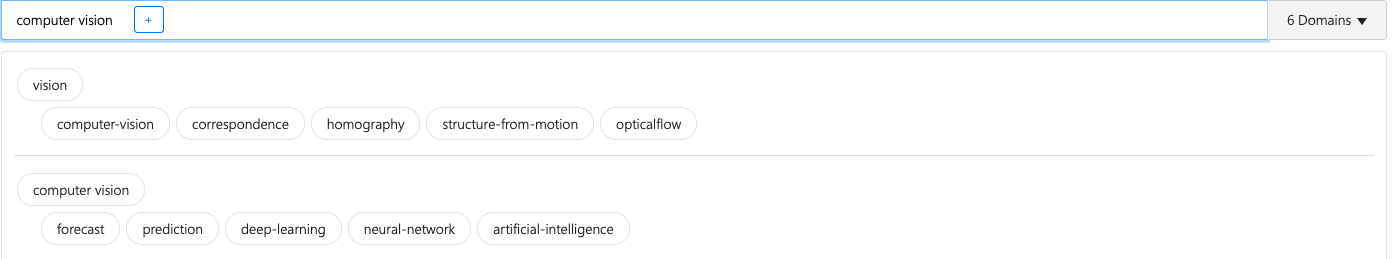 computer vision + 6 Domains ▼
vision
computer-vision correspondence homography structure-from-motion opticalflow
computer vision
forecast prediction deep-learning neural-network artificial-intelligence